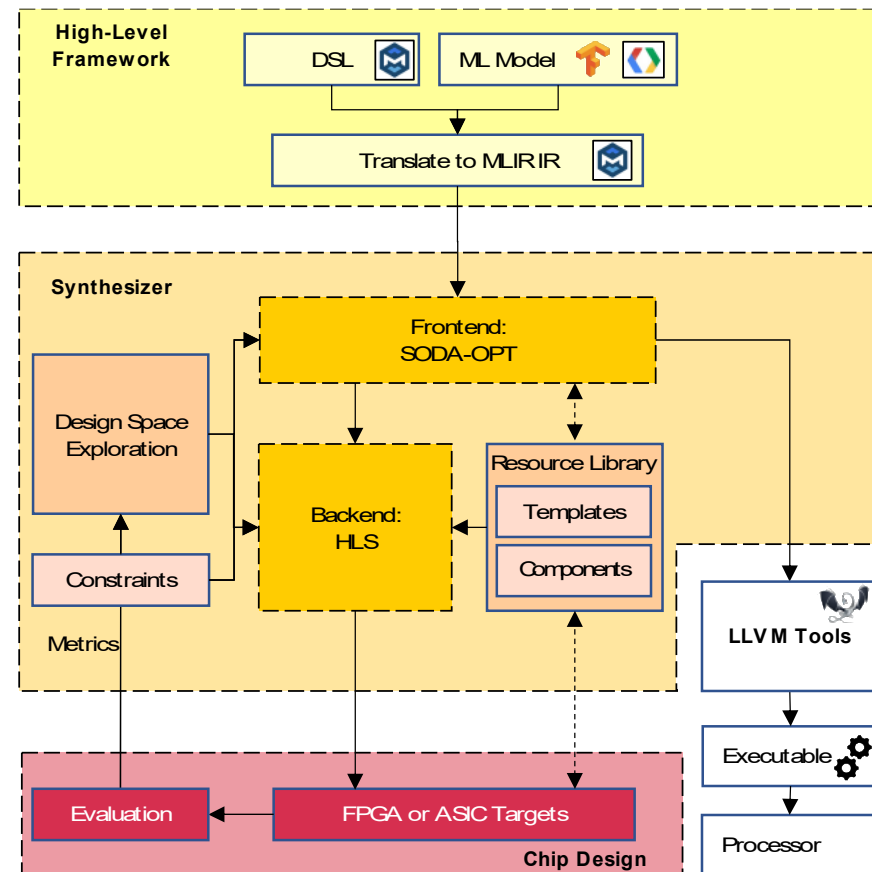 High-Level
Framework
DSL
ML Model
Translate to MLIR IR
Synthesizer
Frontend:
SODA-OPT
Design Space
Exploration
Resource Library
Templates
Components
Backend:
HLS
Constraints
Metrics
LLVM Tools
Executable
Evaluation
FPGA or ASIC Targets
Chip Design
Processor